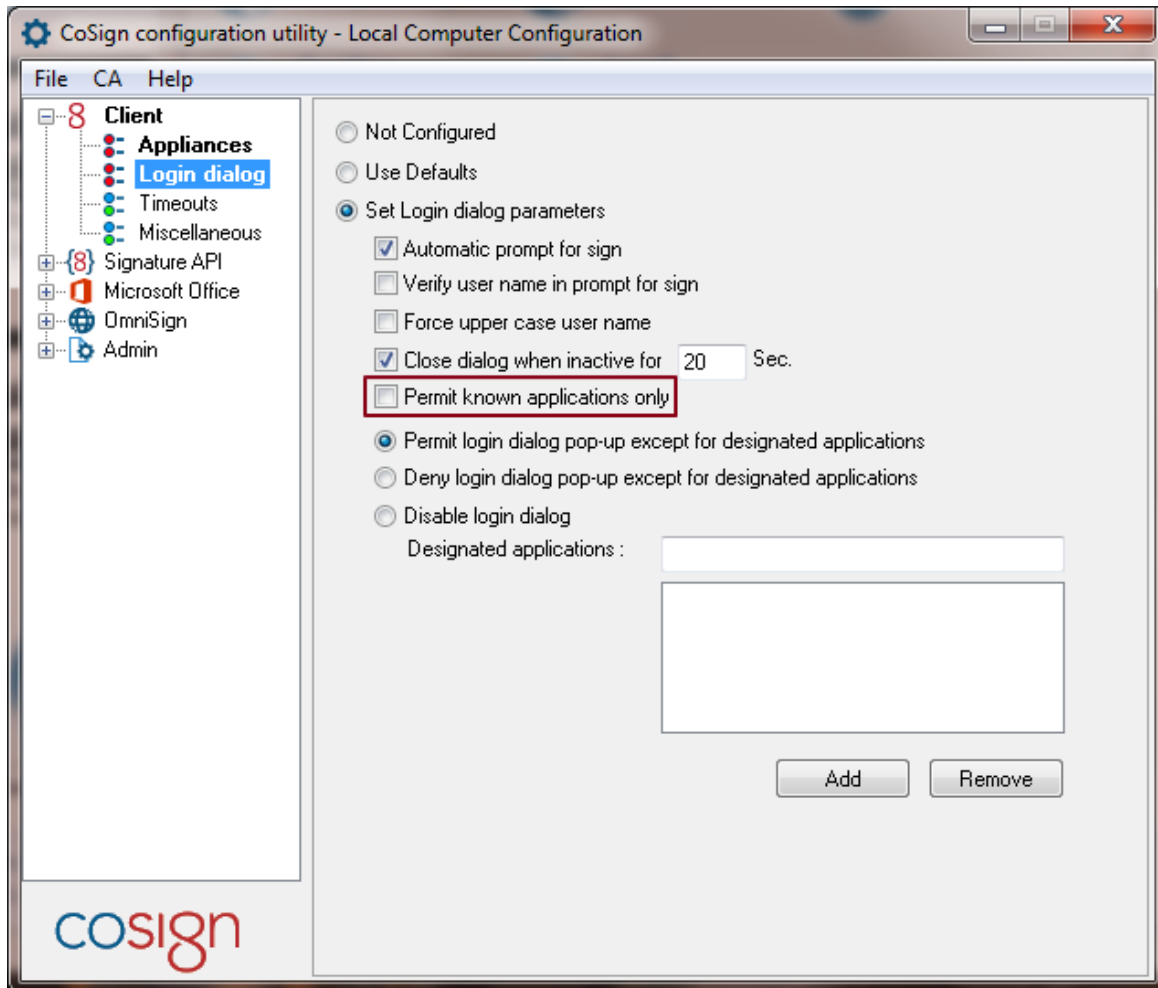 CoSign configuration utility - Local Computer Configuration
File CA Help
Client
Appliances
Login dialog
Timeouts
Miscellaneous
{8} Signature API
Microsoft Office
OmniSign
Admin
cosign
Not Configured
Use Defaults
Set Login dialog parameters
Automatic prompt for sign
Verify user name in prompt for sign
Force upper case user name
Close dialog when inactive for 20 Sec.
Permit known applications only
Permit login dialog pop-up except for designated applications
Deny login dialog pop-up except for designated applications
Disable login dialog
Designated applications :
Add Remove